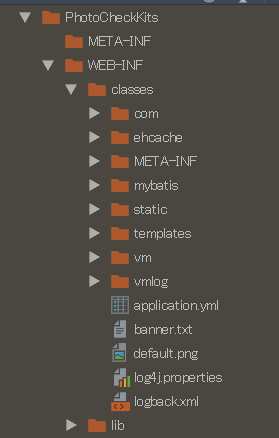 PhotoCheckKits
META-INF
WEB-INF
classes
com
ehcache
META-INF
mybatis
static
templates
vm
vmlog
application.yml
banner.txt
default.png
log4j.properties
logback.xml
lib